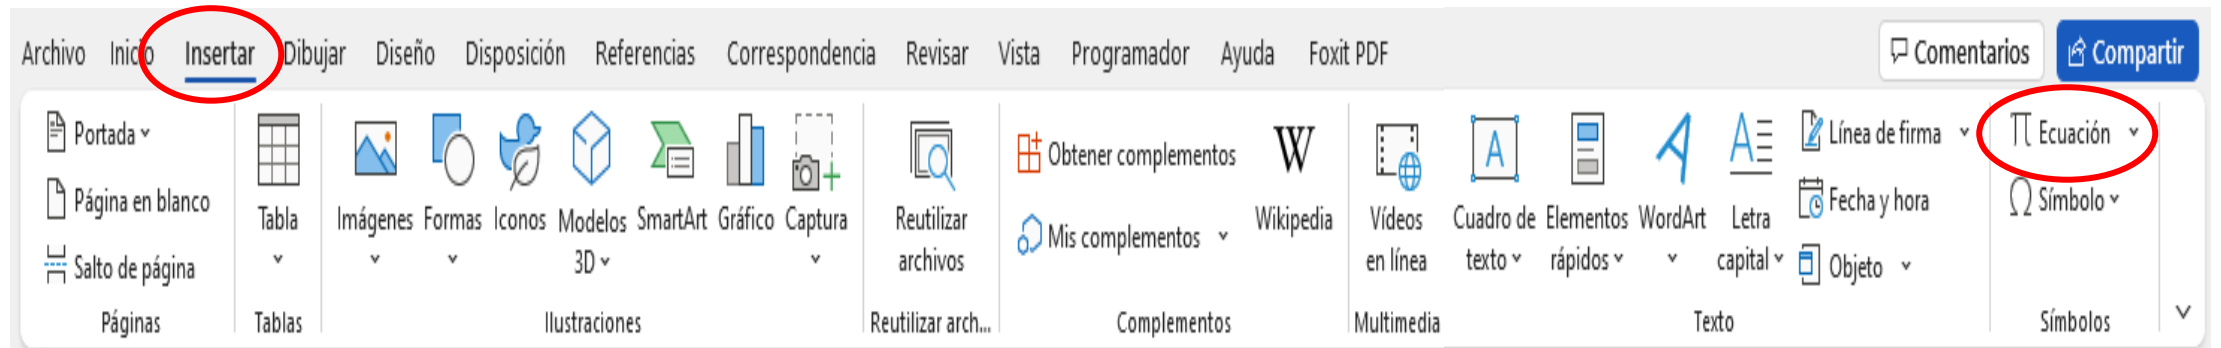 Archivo Inicio Insertar Dibujar Diseño Disposición Referencias Correspondencia Revisar Vista Programador Ayuda Foxit PDF Comentarios Compartir
Portada
Página en blanco
Salto de página
Páginas
Tabla
Tablas
Imágenes Formas Iconos Modelos 3D SmartArt Gráfico Captura
Ilustraciones
Reutilizar
archivos
Reutilizar arch...
Obtener complementos
Mis complementos
W
Wikipedia
Complementos
Vídeos
en línea
Multimedia
A
Cuadro de
texto
Elementos
rápidos
A
WordArt
A
Letra
capital
Línea de firma
Fecha y hora
Objeto
Texto
π Ecuación
Ω Símbolo
Símbolos